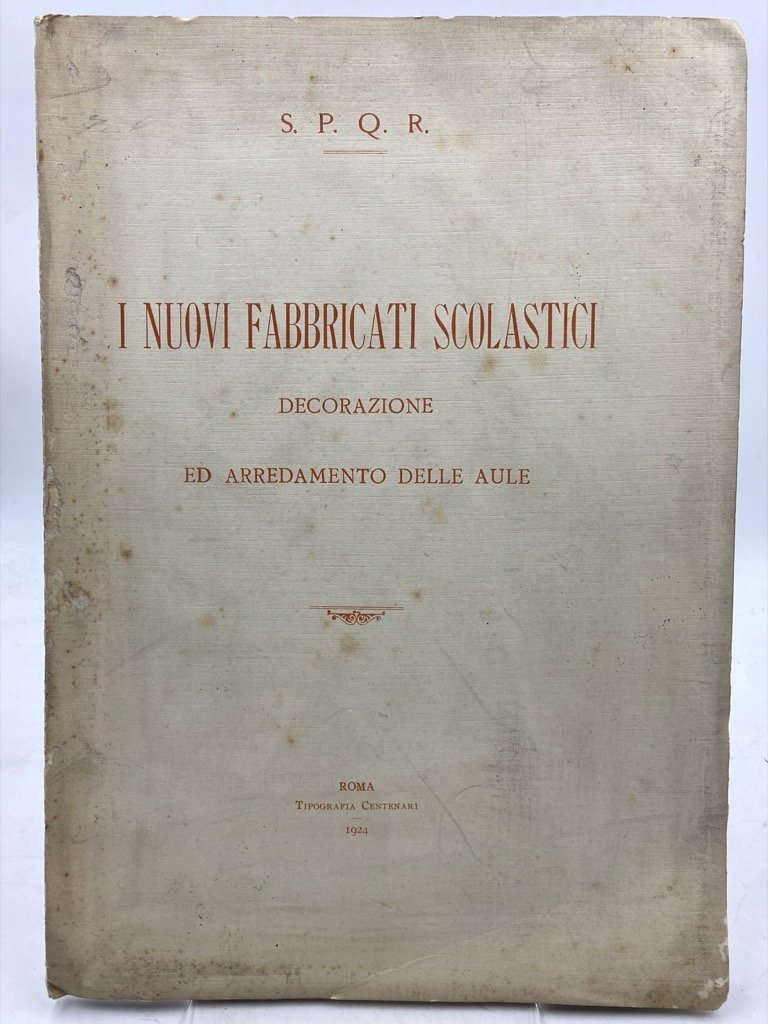 S. P. Q. R.
I NUOVI FABBRICATI SCOLASTICI
DECORAZIONE
ED ARREDAMENTO DELLE AULE
ROMA
TIPOGRAFIA CENTENARI
1924